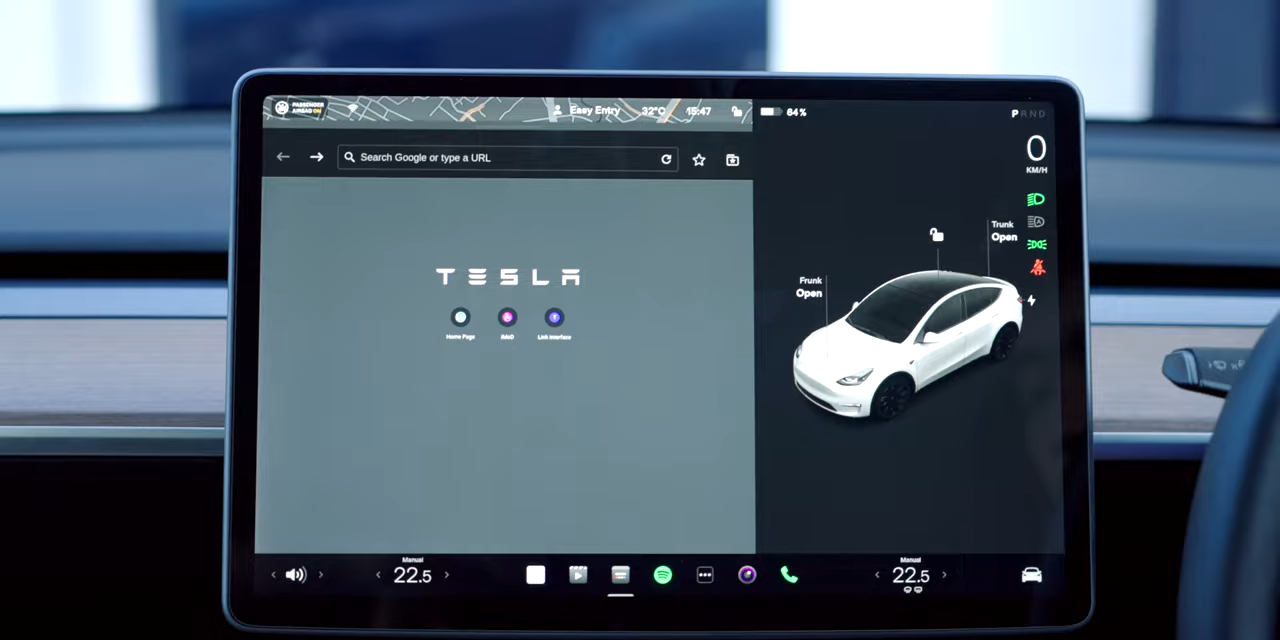 PASSENGER
AIRBAG ON
Easy Entry
32°C
15:47
64%
PRND
Search Google or type a URL
0
KM/H
TESLA
Home Page
Link Interface
Trunk
Open
Frunk
Open
Manual
22.5
Manual
22.5